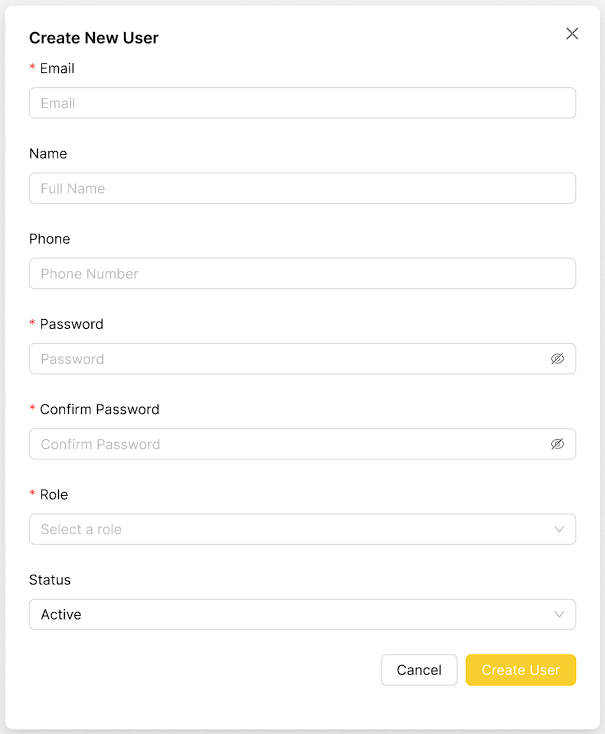 Create New User
* Email
Email
Name
Full Name
Phone
Phone Number
* Password
Password
* Confirm Password
Confirm Password
* Role
Select a role
Status
Active
Cancel Create User